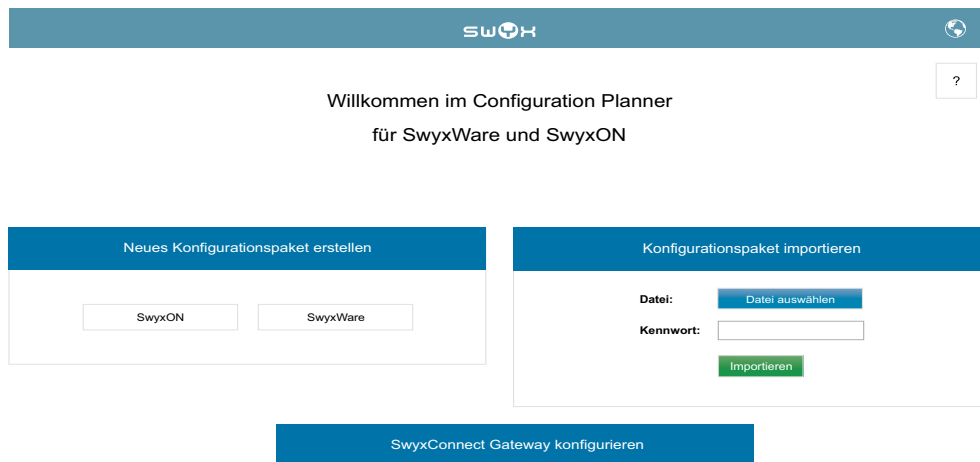 swyx
?
Willkommen im Configuration Planner
für SwyxWare und SwyxON
Neues Konfigurationspaket erstellen
SwyxON
SwyxWare
Konfigurationspaket importieren
Datei:
Datei auswählen
Kennwort:
Importieren
SwyxConnect Gateway konfigurieren